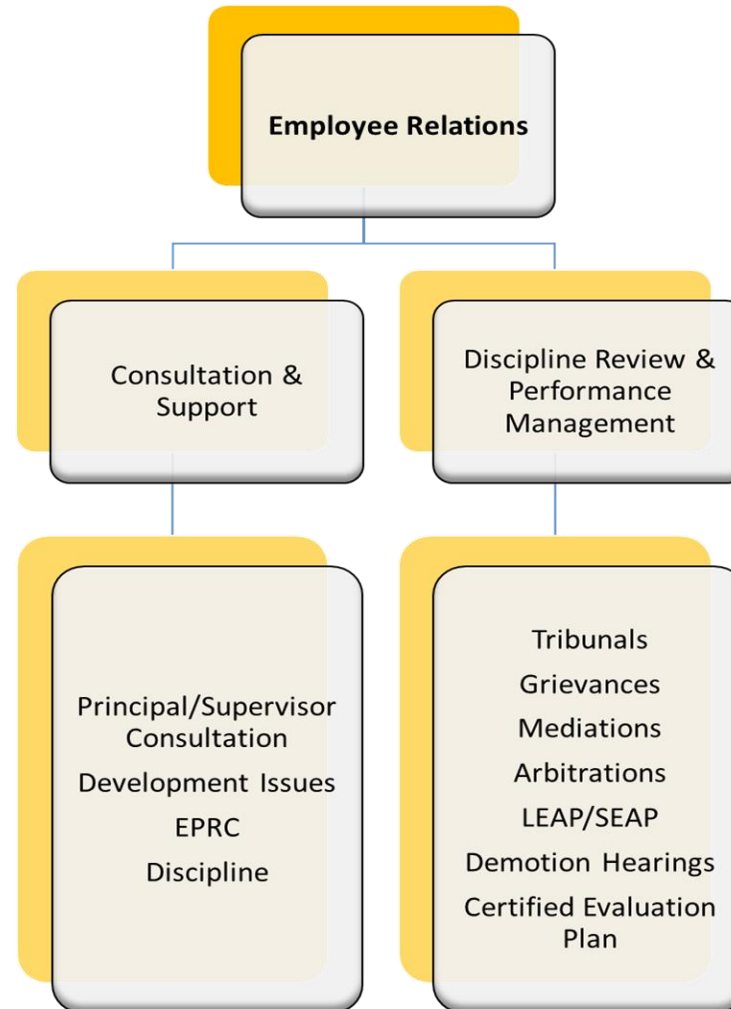 Employee Relations
Consultation &
Support
Discipline Review &
Performance
Management
Principal/Supervisor
Consultation
Development Issues
EPRC
Discipline
Tribunals
Grievances
Mediations
Arbitrations
LEAP/SEAP
Demotion Hearings
Certified Evaluation
Plan